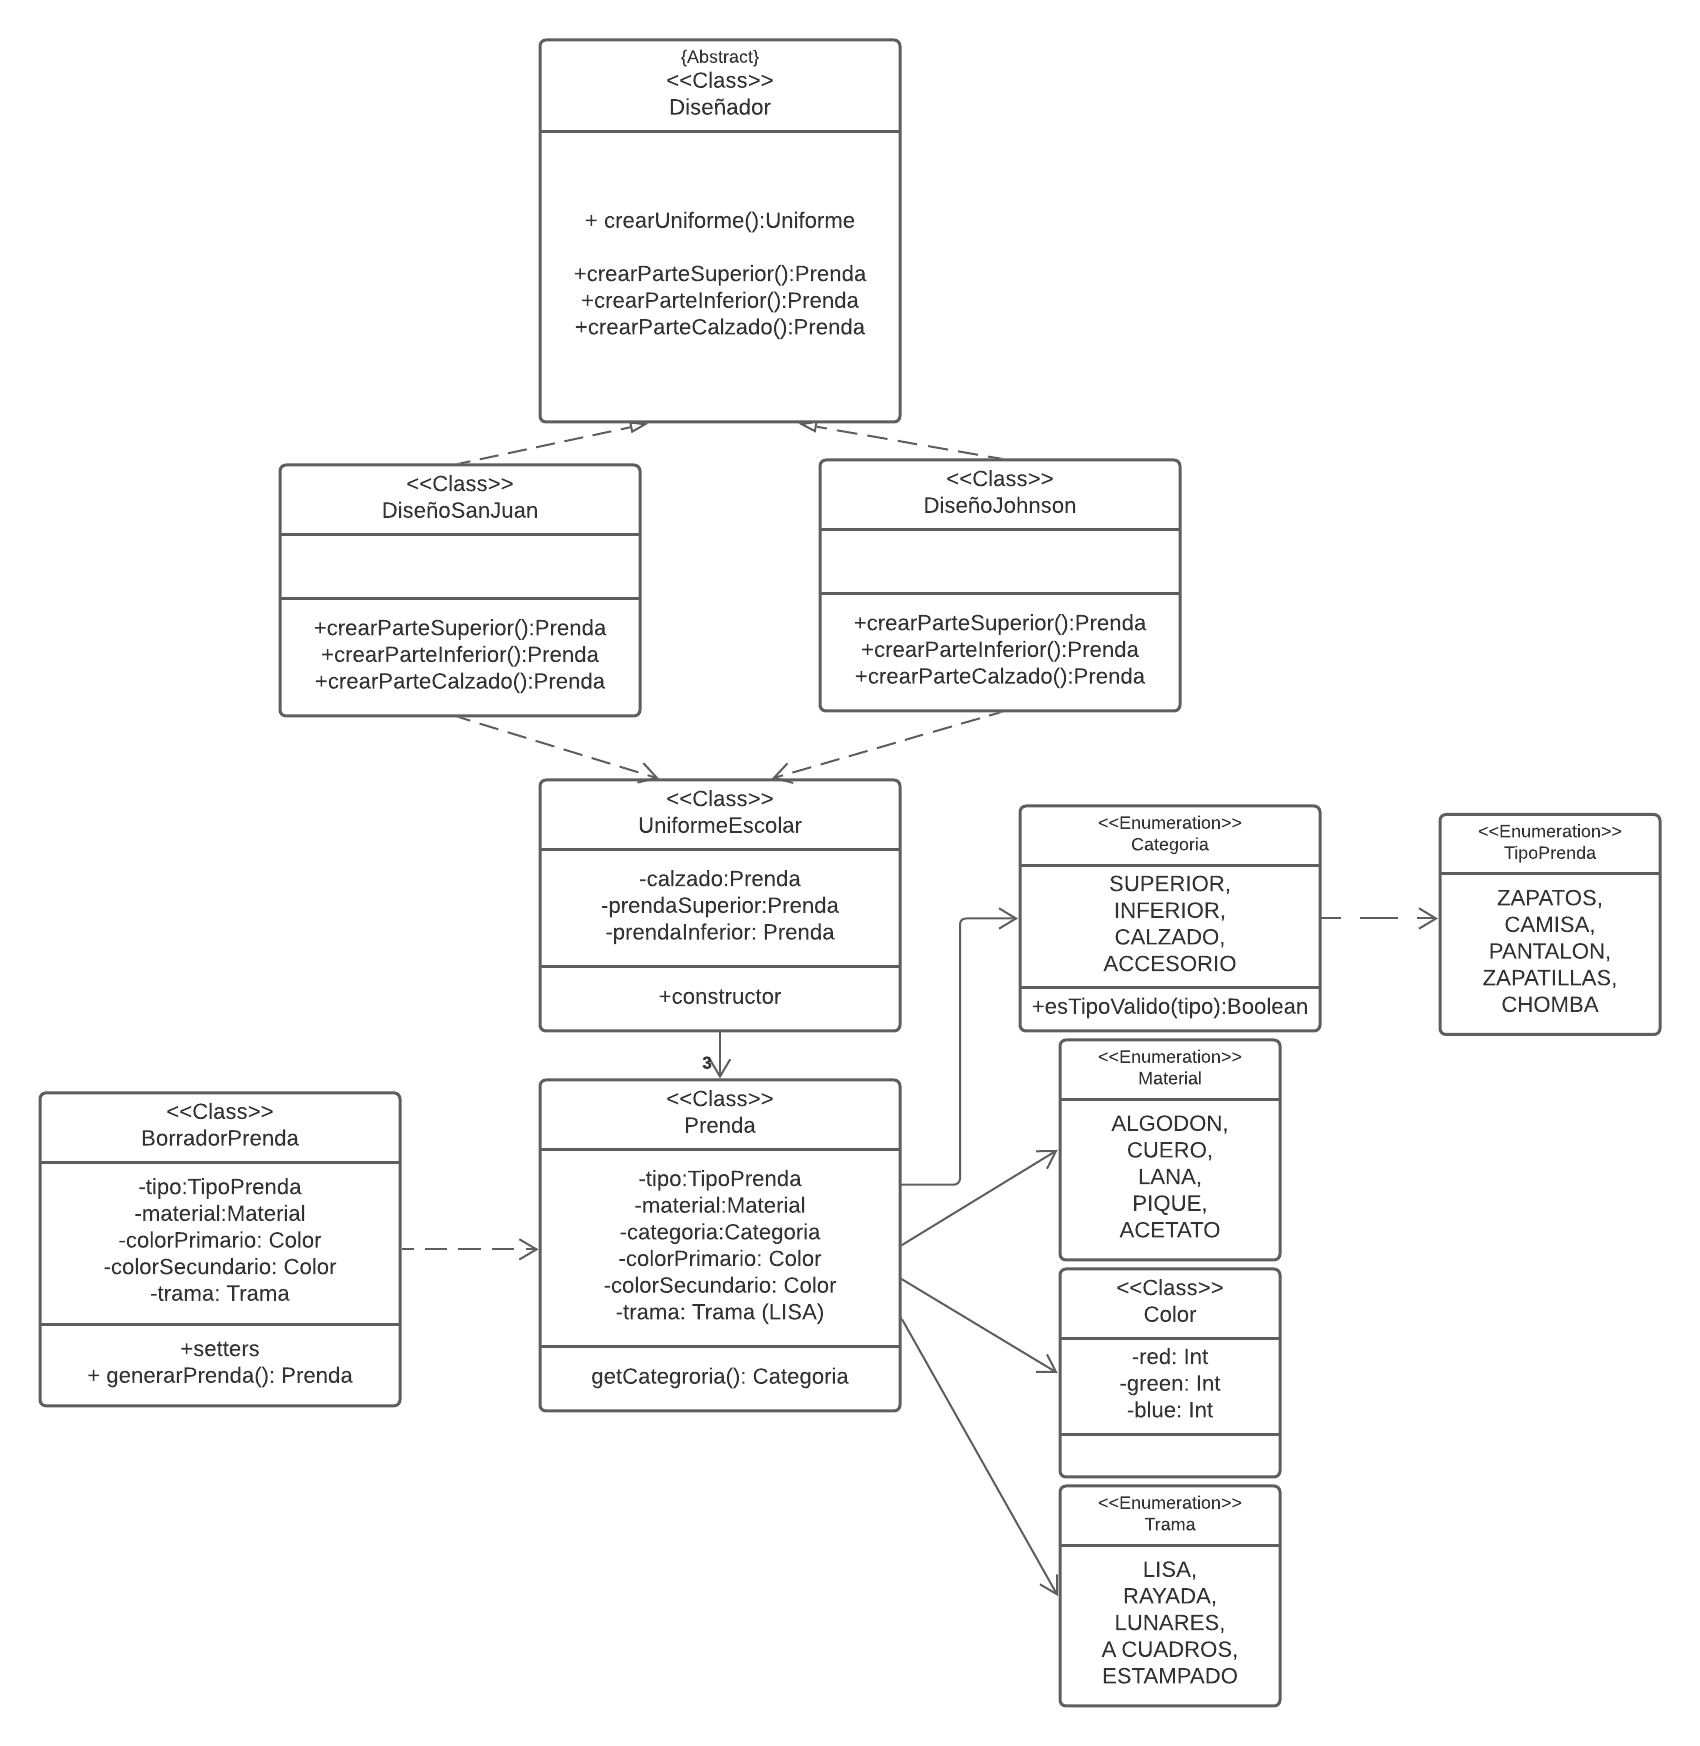 {Abstract}
<<Class>>
Diseñador
+ crearUniforme():Uniforme
+crearParteSuperior():Prenda
+crearParteInferior():Prenda
+crearParteCalzado():Prenda
<<Class>>
DiseñoSanJuan
+crearParteSuperior():Prenda
+crearParteInferior():Prenda
+crearParteCalzado():Prenda
<<Class>>
DiseñoJohnson
+crearParteSuperior():Prenda
+crearParteInferior():Prenda
+crearParteCalzado():Prenda
<<Class>>
UniformeEscolar
-calzado:Prenda
-prendaSuperior:Prenda
-prendaInferior: Prenda
+constructor
3
<<Enumeration>>
Categoria
SUPERIOR,
INFERIOR,
CALZADO,
ACCESORIO
+esTipoValido(tipo):Boolean
<<Enumeration>>
TipoPrenda
ZAPATOS,
CAMISA,
PANTALON,
ZAPATILLAS,
CHOMBA
<<Class>>
BorradorPrenda
-tipo:TipoPrenda
-material:Material
-colorPrimario: Color
-colorSecundario: Color
-trama: Trama
+setters
+ generarPrenda(): Prenda
<<Class>>
Prenda
-tipo:TipoPrenda
-material:Material
-categoria:Categoria
-colorPrimario: Color
-colorSecundario: Color
-trama: Trama (LISA)
getCategroria(): Categoria
<<Enumeration>>
Material
ALGODON,
CUERO,
LANA,
PIQUE,
ACETATO
<<Class>>
Color
-red: Int
-green: Int
-blue: Int
<<Enumeration>>
Trama
LISA,
RAYADA,
LUNARES,
A CUADROS,
ESTAMPADO